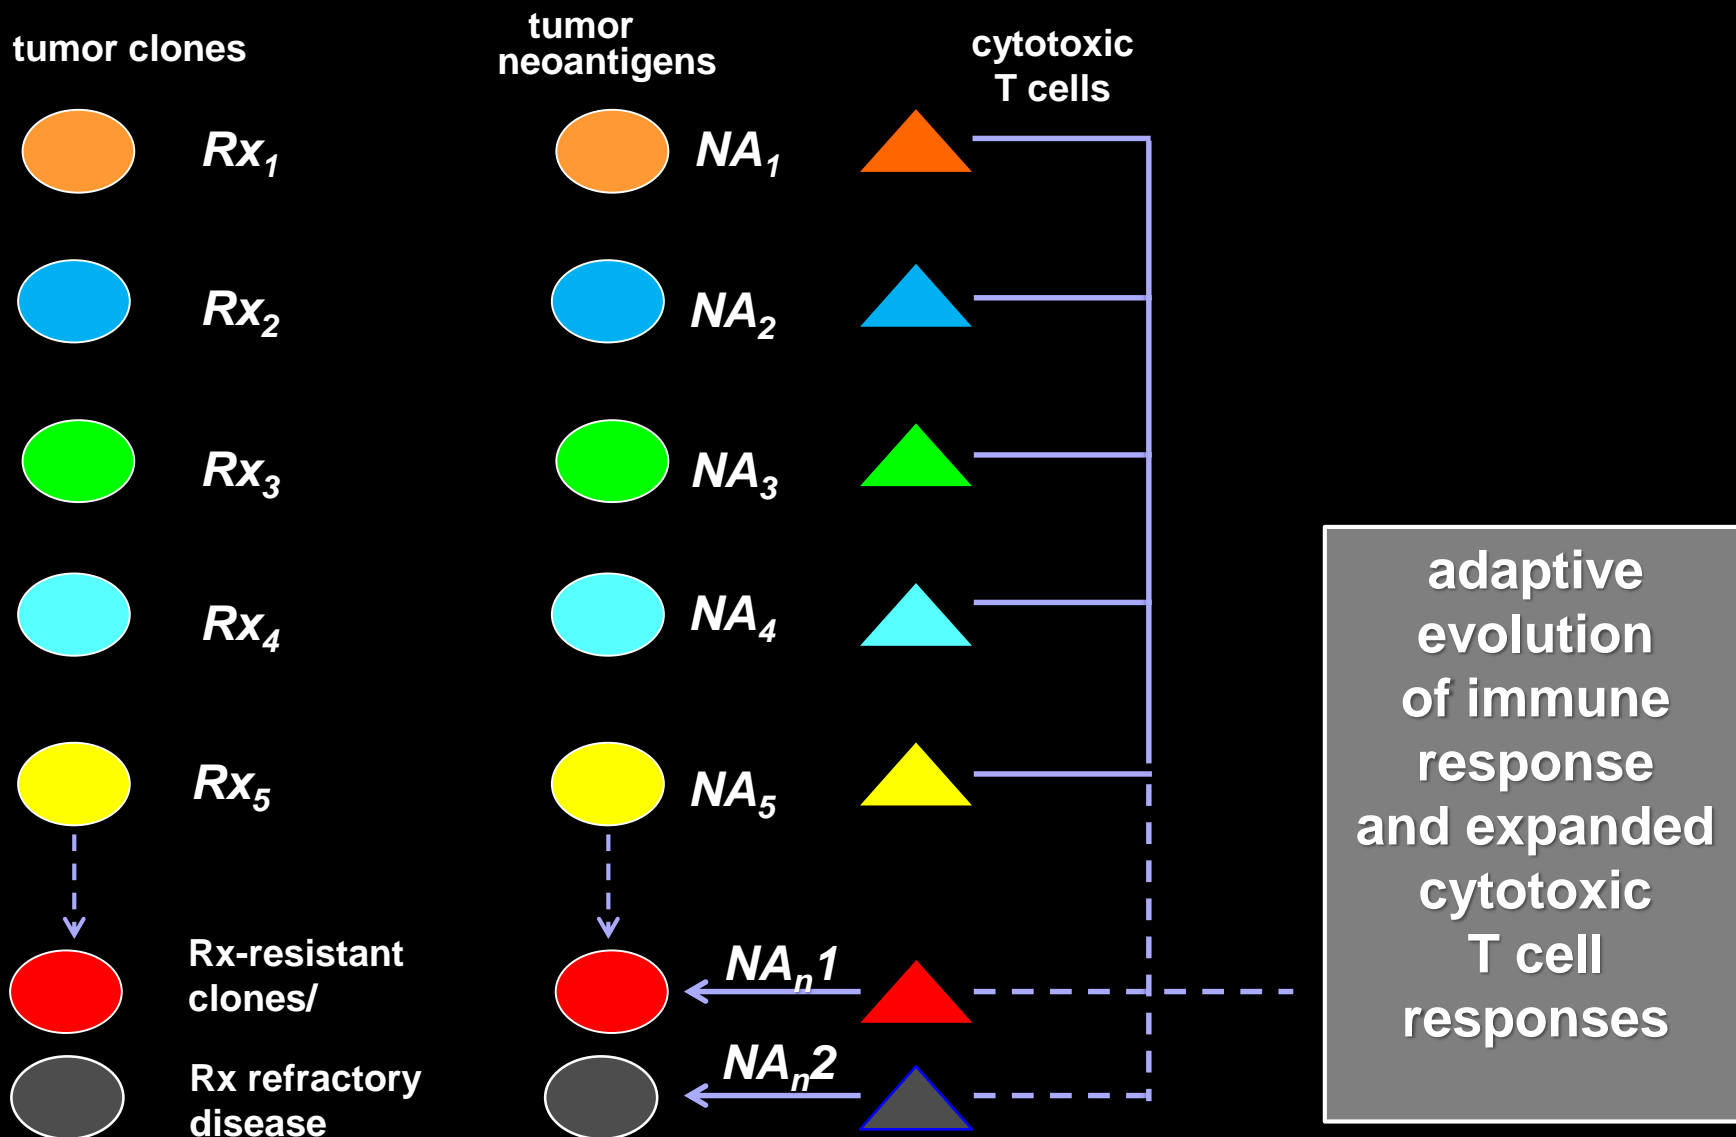 tumor clones
tumor
neoantigens
cytotoxic
T cells
Rx1
NA1
Rx2
NA2
Rx3
NA3
Rx4
NA4
Rx5
NA5
Rx-resistant
clones/
NAn1
Rx refractory
disease
NAn2
adaptive
evolution
of immune
response
and expanded
cytotoxic
T cell
responses